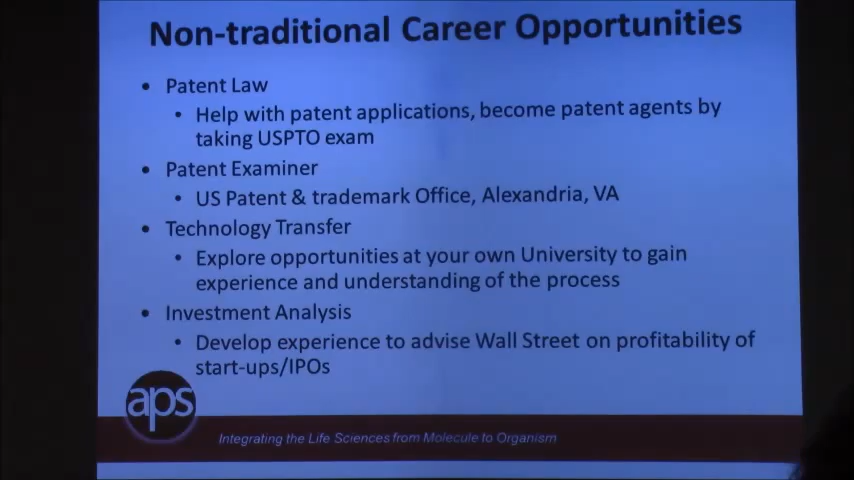 Non-traditional Career Opportunities
• Patent Law
• Help with patent applications, become patent agents by
taking USPTO exam
• Patent Examiner
• US Patent & trademark Office, Alexandria, VA
• Technology Transfer
• Explore opportunities at your own University to gain
experience and understanding of the process
• Investment Analysis
• Develop experience to advise Wall Street on profitability of
start-ups/IPOs
aps
Integrating the Life Sciences from Molecule to Organism